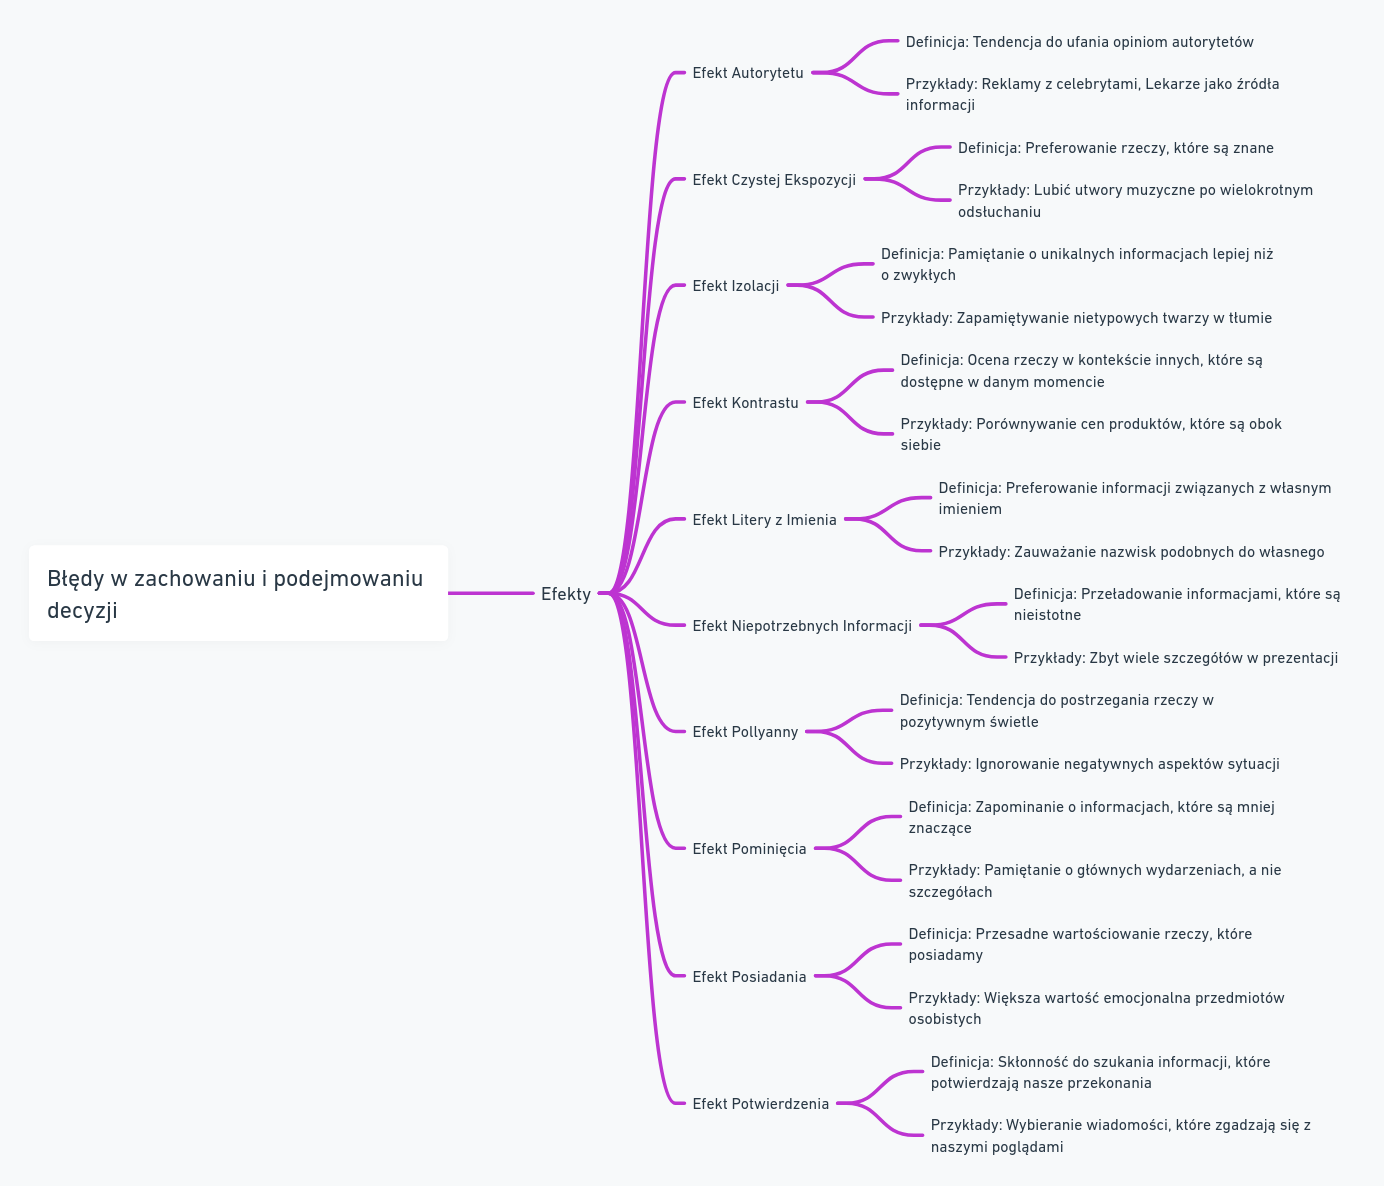 Błędy w zachowaniu i podejmowaniu
decyzji
Efekty
Efekt Autorytetu
Definicja: Tendencja do ufania opiniom autorytetów
Przykłady: Reklamy z celebrytami, Lekarze jako źródła
informacji
Efekt Czystej Ekspozycji
Definicja: Preferowanie rzeczy, które są znane
Przykłady: Lubić utwory muzyczne po wielokrotnym
odsłuchaniu
Efekt Izolacji
Definicja: Pamiętanie o unikalnych informacjach lepiej niż
o zwykłych
Przykłady: Zapamiętywanie nietypowych twarzy w tłumie
Efekt Kontrastu
Definicja: Ocena rzeczy w kontekście innych, które są
dostępne w danym momencie
Przykłady: Porównywanie cen produktów, które są obok
siebie
Efekt Litery z Imienia
Definicja: Preferowanie informacji związanych z własnym
imieniem
Przykłady: Zauważanie nazwisk podobnych do własnego
Efekt Niepotrzebnych Informacji
Definicja: Przeładowanie informacjami, które są
nieistotne
Przykłady: Zbyt wiele szczegółów w prezentacji
Efekt Pollyanny
Definicja: Tendencja do postrzegania rzeczy w
pozytywnym świetle
Przykłady: Ignorowanie negatywnych aspektów sytuacji
Efekt Pominięcia
Definicja: Zapominanie o informacjach, które są mniej
znaczące
Przykłady: Pamiętanie o głównych wydarzeniach, a nie
szczegółach
Efekt Posiadania
Definicja: Przesadne wartościowanie rzeczy, które
posiadamy
Przykłady: Większa wartość emocjonalna przedmiotów
osobistych
Efekt Potwierdzenia
Definicja: Skłonność do szukania informacji, które
potwierdzają nasze przekonania
Przykłady: Wybieranie wiadomości, które zgadzają się z
naszymi poglądami